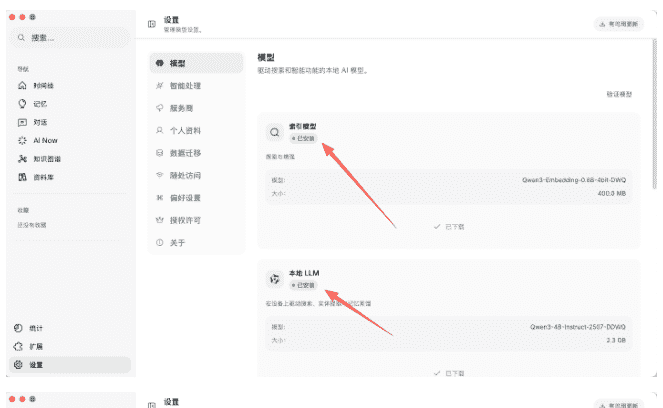 设置
管理模型设置。
有可用更新
搜索...
导航
时间线
记忆
对话
AI Now
知识图谱
资料库
收藏
还没有收藏
统计
扩展
设置
模型
智能处理
服务商
个人资料
数据迁移
随处访问
偏好设置
授权许可
关于
模型
驱动搜索和智能功能的本地 AI 模型。
验证模型
索引模型
已安装
搜索引擎
模型:
Qwen3-Embedding-0.6B-4bit-DWQ
大小:
400.0 MB
已下载
本地 LLM
已安装
模型:
Qwen3-4B-Instruct-2507-DDWQ
大小:
2.3 GB
已下载
设置
有可用更新